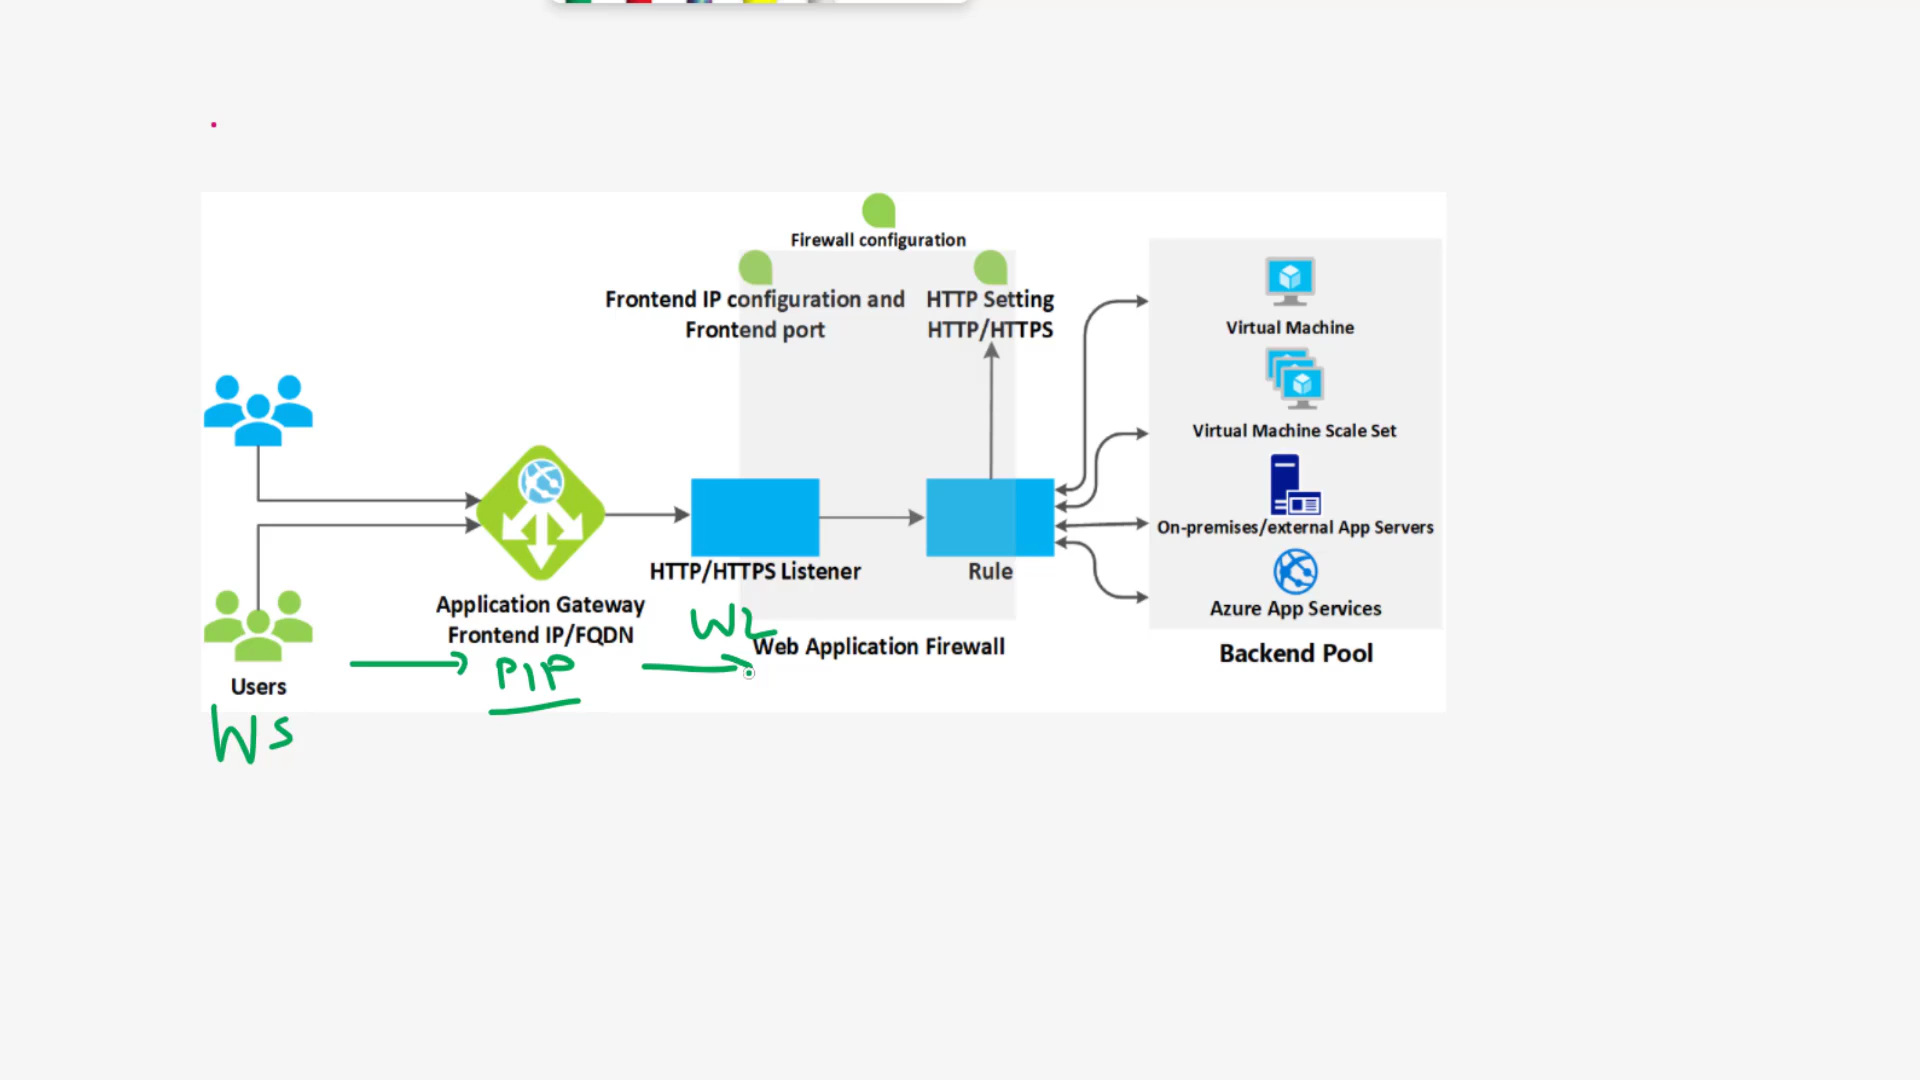 Firewall configuration
Frontend IP configuration and
Frontend port
HTTP Setting
HTTP/HTTPS
Virtual Machine
Virtual Machine Scale Set
On-premises/external App Servers
Azure App Services
Backend Pool
HTTP/HTTPS Listener
Rule
Web Application Firewall
Application Gateway
Frontend IP/FQDN
Users
PIP
WS